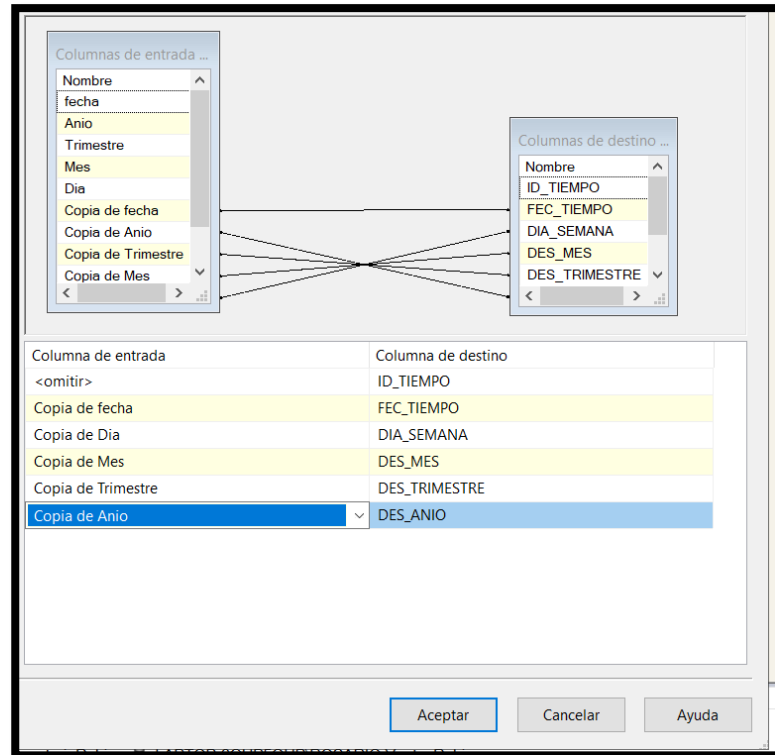 Columnas de entrada ...
Nombre
fecha
Anio
Trimestre
Mes
Dia
Copia de fecha
Copia de Anio
Copia de Trimestre
Copia de Mes
Columnas de destino ...
Nombre
ID_TIEMPO
FEC_TIEMPO
DIA_SEMANA
DES_MES
DES_TRIMESTRE
Columna de entrada Columna de destino
<omitir> ID_TIEMPO
Copia de fecha FEC_TIEMPO
Copia de Dia DIA_SEMANA
Copia de Mes DES_MES
Copia de Trimestre DES_TRIMESTRE
Copia de Anio DES_ANIO
Aceptar Cancelar Ayuda